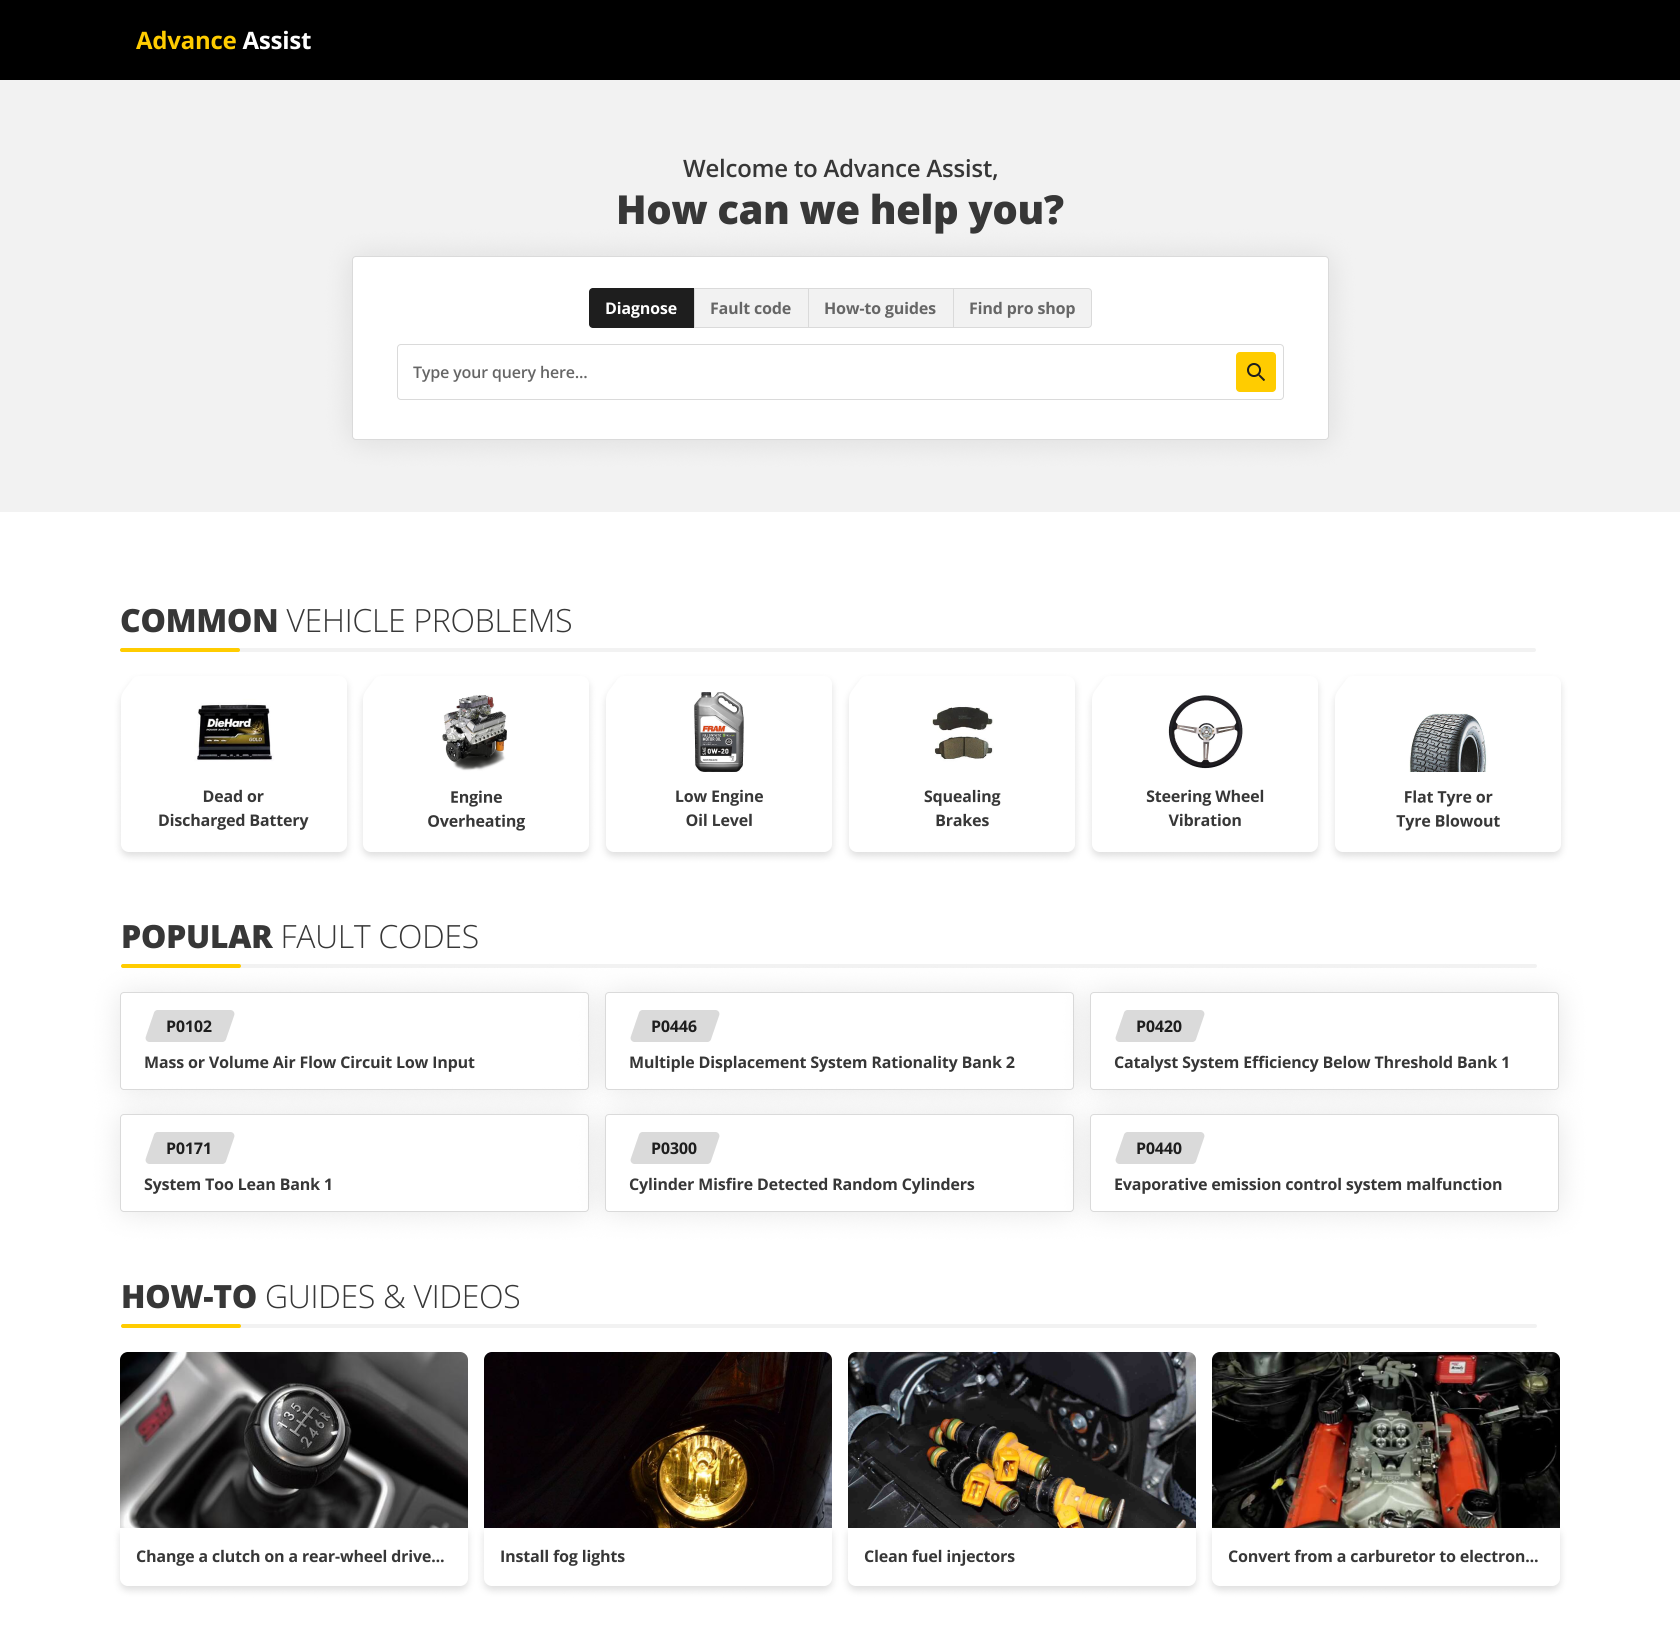 Advance Assist
Welcome to Advance Assist,
How can we help you?
Diagnose
Fault code
How-to guides
Find pro shop
Type your query here...
COMMON VEHICLE PROBLEMS
DieHard
GOLD
FRAM
0W-20
Dead or
Discharged Battery
Engine
Overheating
Low Engine
Oil Level
Squealing
Brakes
Steering Wheel
Vibration
Flat Tyre or
Tyre Blowout
POPULAR FAULT CODES
P0102
Mass or Volume Air Flow Circuit Low Input
P0446
Multiple Displacement System Rationality Bank 2
P0420
Catalyst System Efficiency Below Threshold Bank 1
P0171
System Too Lean Bank 1
P0300
Cylinder Misfire Detected Random Cylinders
P0440
Evaporative emission control system malfunction
HOW-TO GUIDES & VIDEOS
1 3 5
2 4 6 R
Change a clutch on a rear-wheel drive...
Install fog lights
Clean fuel injectors
Convert from a carburetor to electron...